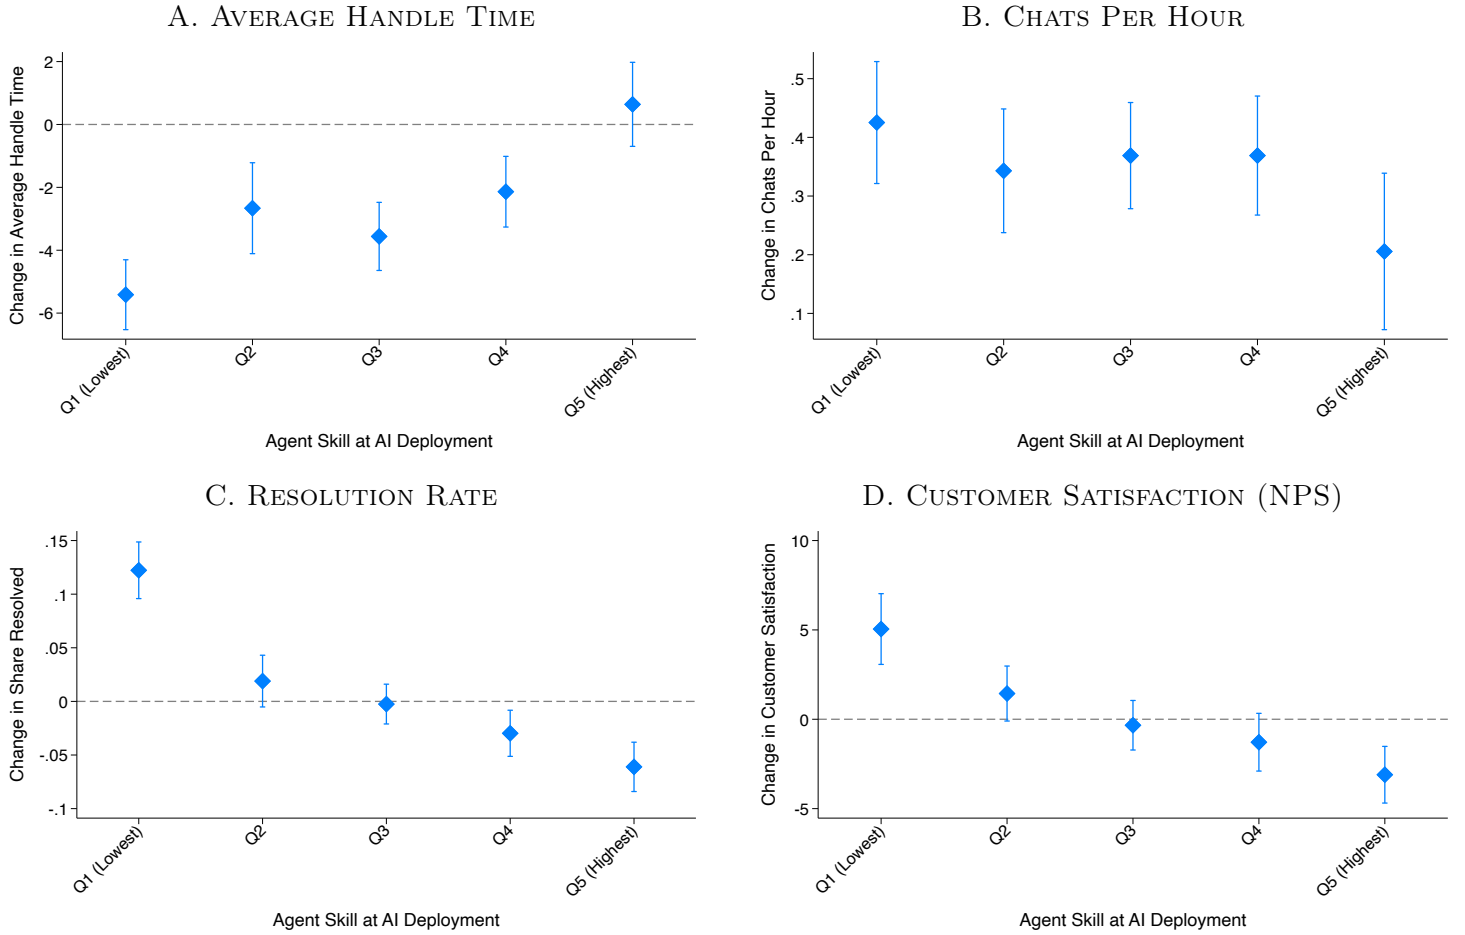 A. AVERAGE HANDLE TIME
Change in Average Handle Time
2
0
-2
-4
-6
Q1 (Lowest)
Q2
Q3
Q4
Q5 (Highest)
Agent Skill at AI Deployment
B. CHATS PER HOUR
Change in Chats Per Hour
.5
.4
.3
.2
.1
Q1 (Lowest)
Q2
Q3
Q4
Q5 (Highest)
Agent Skill at AI Deployment
C. RESOLUTION RATE
Change in Share Resolved
.15
.1
.05
0
-.05
-.1
Q1 (Lowest)
Q2
Q3
Q4
Q5 (Highest)
Agent Skill at AI Deployment
D. CUSTOMER SATISFACTION (NPS)
Change in Customer Satisfaction
10
5
0
-5
Q1 (Lowest)
Q2
Q3
Q4
Q5 (Highest)
Agent Skill at AI Deployment